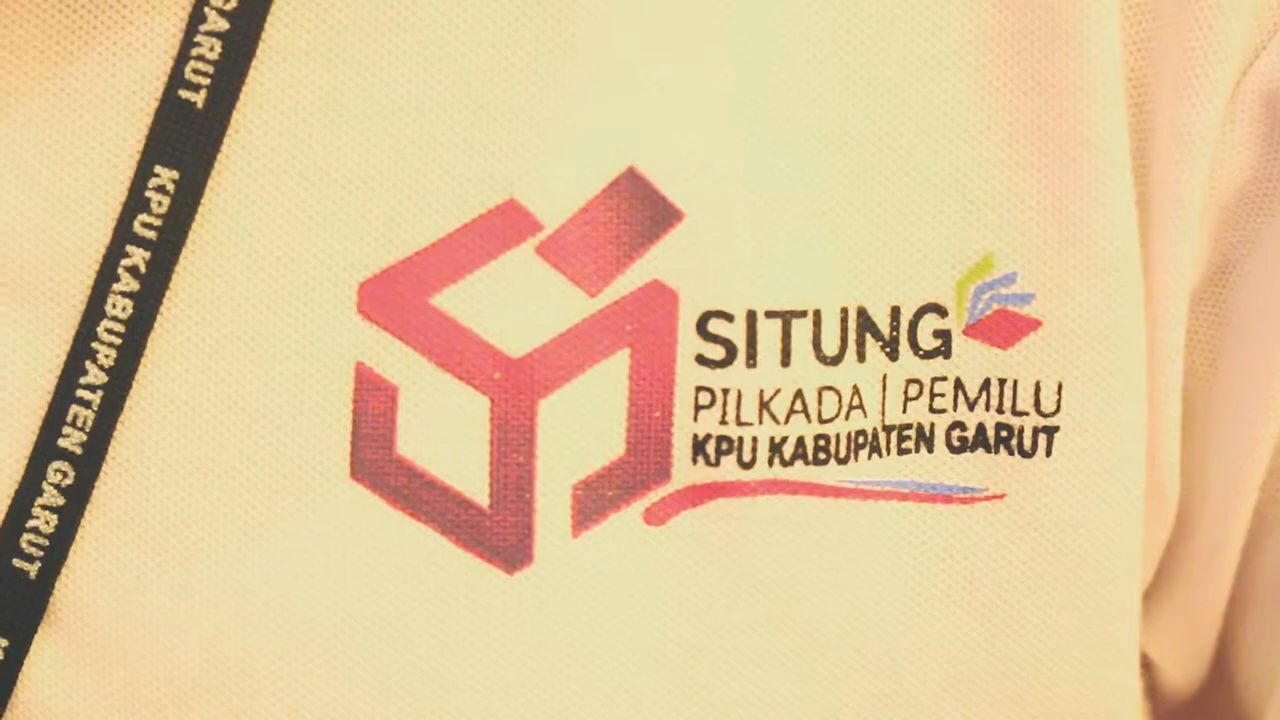 GARUT
KPU KABUPATEN GARUT
SITUNG
PILKADA | PEMILU
KPU KABUPATEN GARUT